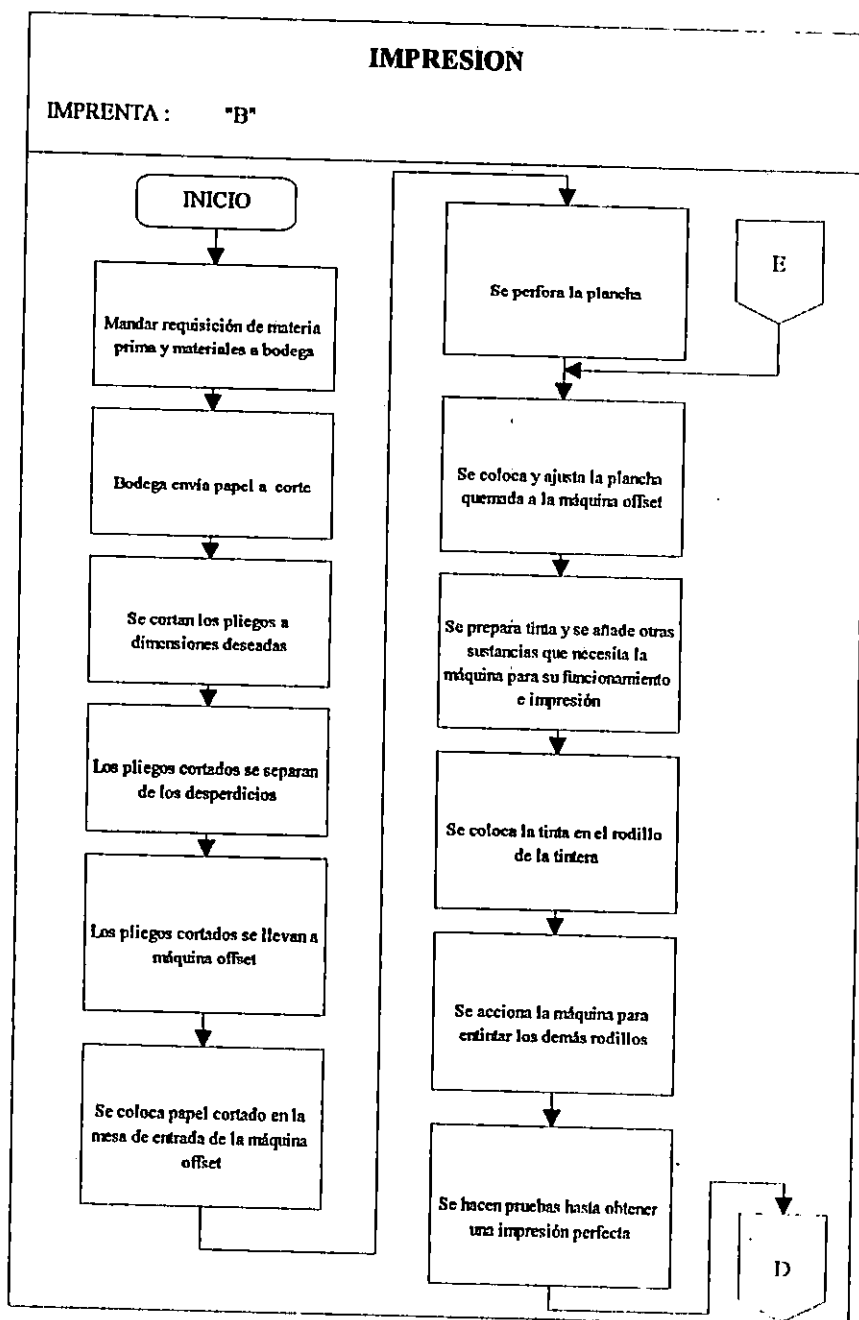 IMPRESION
IMPRENTA : "B"
INICIO
Mandar requisición de materia
prima y materiales a bodega
Bodega envía papel a corte
Se cortan los pliegos a
dimensiones deseadas
Los pliegos cortados se separan
de los desperdicios
Los pliegos cortados se llevan a
máquina offset
Se coloca papel cortado en la
mesa de entrada de la máquina
offset
Se perfora la plancha
E
Se coloca y ajusta la plancha
quemada a la máquina offset
Se prepara tinta y se añade otras
sustancias que necesita la
máquina para su funcionamiento
e impresión
Se coloca la tinta en el rodillo
de la tintera
Se acciona la máquina para
entintar los demás rodillos
Se hacen pruebas hasta obtener
una impresión perfecta
D